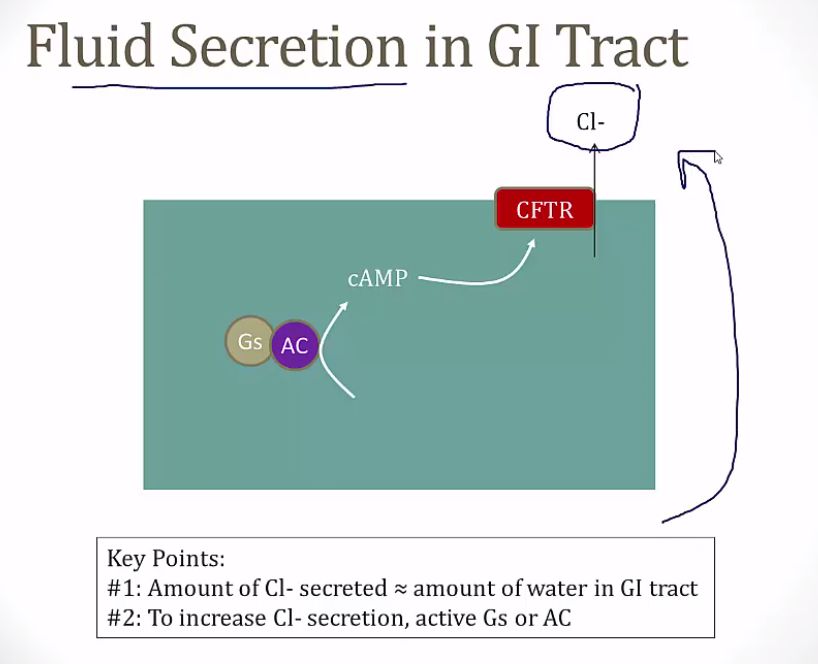 Fluid Secretion in GI Tract
Cl-
CFTR
cAMP
Gs
AC
Key Points:
#1: Amount of Cl- secreted ≈ amount of water in GI tract
#2: To increase Cl- secretion, active Gs or AC